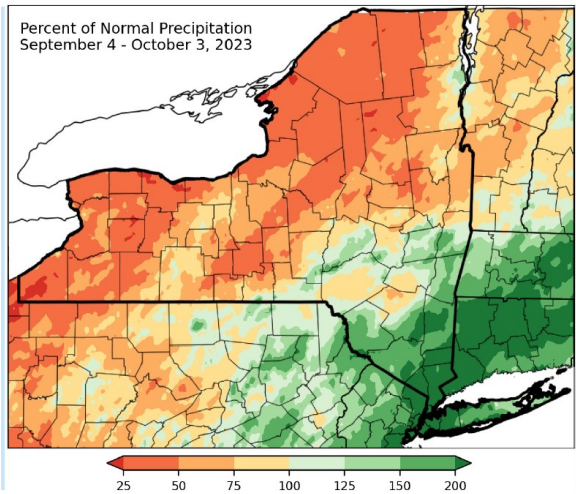 Percent of Normal Precipitation
September 4 - October 3, 2023
25 50 75 100 125 150 200